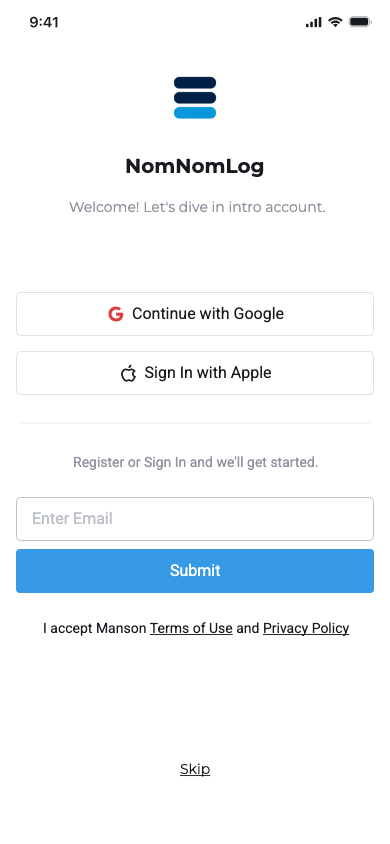 9:41
NomNomLog
Welcome! Let's dive in intro account.
Continue with Google
Sign In with Apple
Register or Sign In and we'll get started.
Enter Email
Submit
I accept Manson Terms of Use and Privacy Policy
Skip